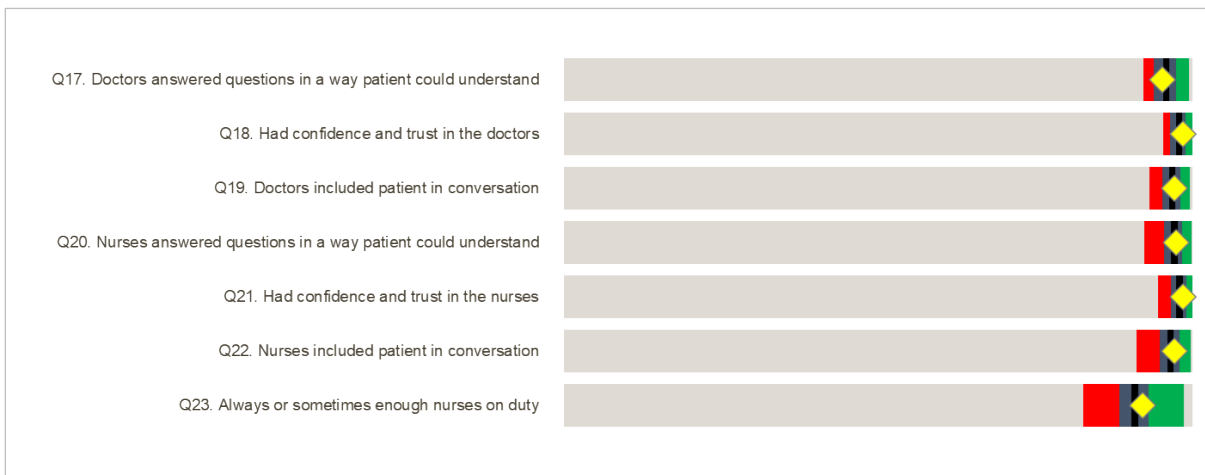 Q17. Doctors answered questions in a way patient could understand
Q18. Had confidence and trust in the doctors
Q19. Doctors included patient in conversation
Q20. Nurses answered questions in a way patient could understand
Q21. Had confidence and trust in the nurses
Q22. Nurses included patient in conversation
Q23. Always or sometimes enough nurses on duty